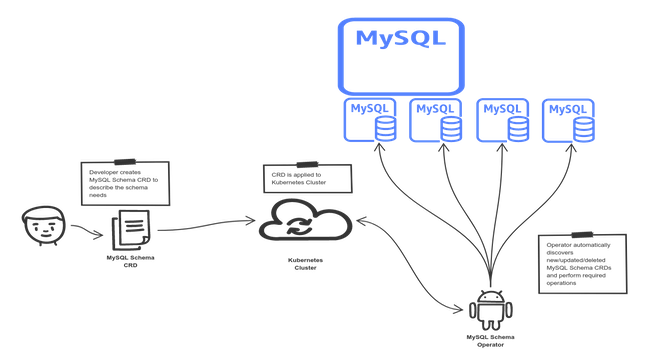 MySQL
MySQL
MySQL
MySQL
MySQL
Developer creates
MySQL Schema CRD to
describe the schema
needs
CRD is applied to
Kubernetes Cluster
MySQL Schema
CRD
Kubernetes
Cluster
Operator automatically
discovers
new/updated/deleted
MySQL Schema CRDs
and perform required
operations
MySQL Schema
Operator